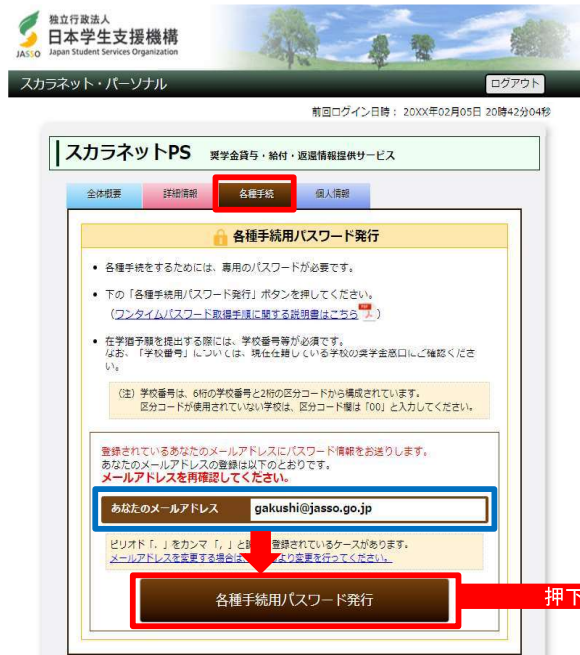 独立行政法人
日本学生支援機構
JASSO Japan Student Services Organization
スカラネット・パーソナル
ログアウト
前回ログイン日時： 20XX年02月05日 20時42分04秒
スカラネットPS 奨学金貸与・給付・返還情報提供サービス
全体概要 詳細情報 各種手続 個人情報
各種手続用パスワード発行
• 各種手続をするためには、専用のパスワードが必要です。
• 下の「各種手続用パスワード発行」ボタンを押してください。
（ワンタイムパスワード取得手順に関する説明書はこちら）
• 在学猶予願を提出する際には、学校番号等が必須です。
なお、「学校番号」については、現在在籍している学校の奨学金窓口にご確認くださ
い。
（注） 学校番号は、6桁の学校番号と2桁の区分コードから構成されています。
区分コードが使用されていない学校は、区分コード欄は「00」と入力してください。
登録されているあなたのメールアドレスにパスワード情報をお送りします。
あなたのメールアドレスの登録は以下のとおりです。
メールアドレスを再確認してください。
あなたのメールアドレス gakushi@jasso.go.jp
ピリオド「．」をカンマ「，」と 登録されているケースがあります。
メールアドレスを変更する場合は、 より変更を行ってください。
各種手続用パスワード発行
押下